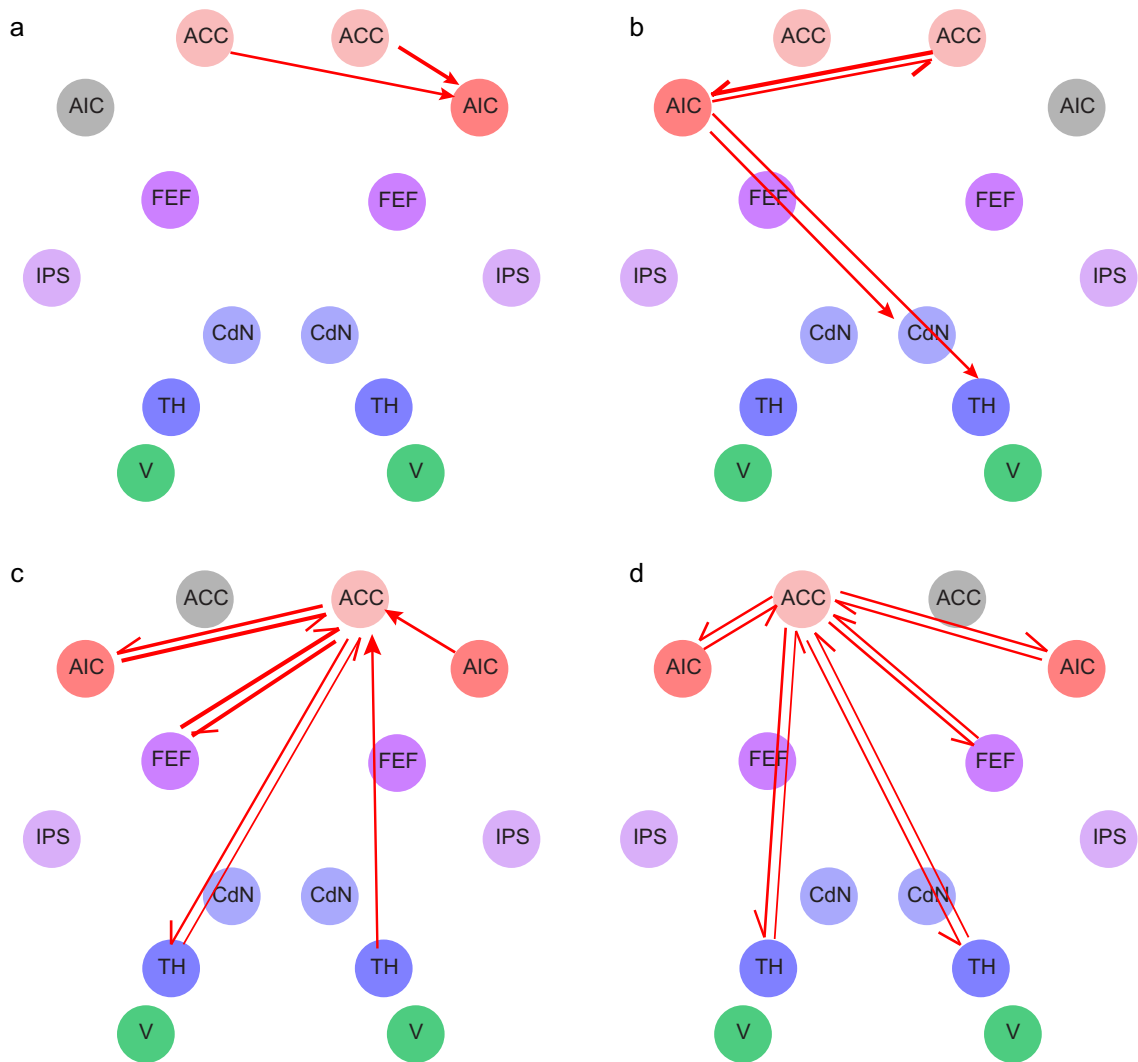 a
ACC ACC
AIC AIC
FEF FEF
IPS IPS
CdN CdN
TH TH
V V
b
ACC ACC
AIC AIC
FEF FEF
IPS IPS
CdN CdN
TH TH
V V
c
ACC ACC
AIC AIC
FEF FEF
IPS IPS
CdN CdN
TH TH
V V
d
ACC ACC
AIC AIC
FEF FEF
IPS IPS
CdN CdN
TH TH
V V